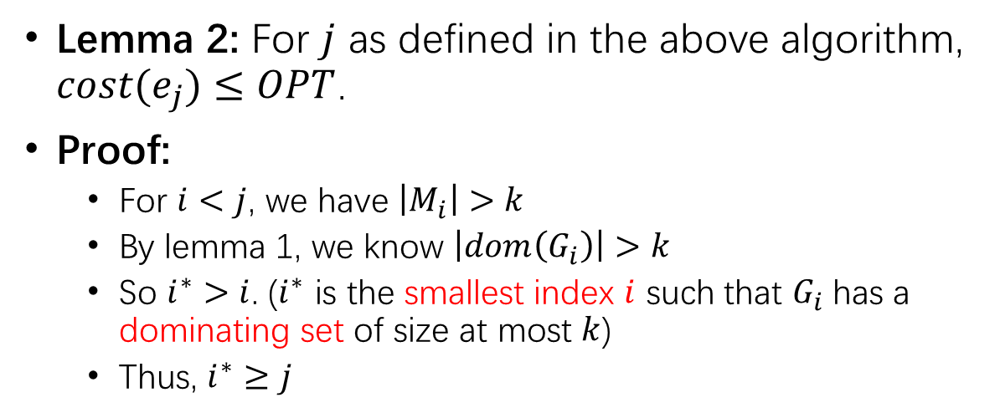 • Lemma 2: For j as defined in the above algorithm,
cost(e_j) ≤ OPT.
• Proof:
• For i < j, we have |M_i| > k
• By lemma 1, we know |dom(G_i)| > k
• So i* > i. (i* is the smallest index i such that G_i has a
dominating set of size at most k)
• Thus, i* ≥ j